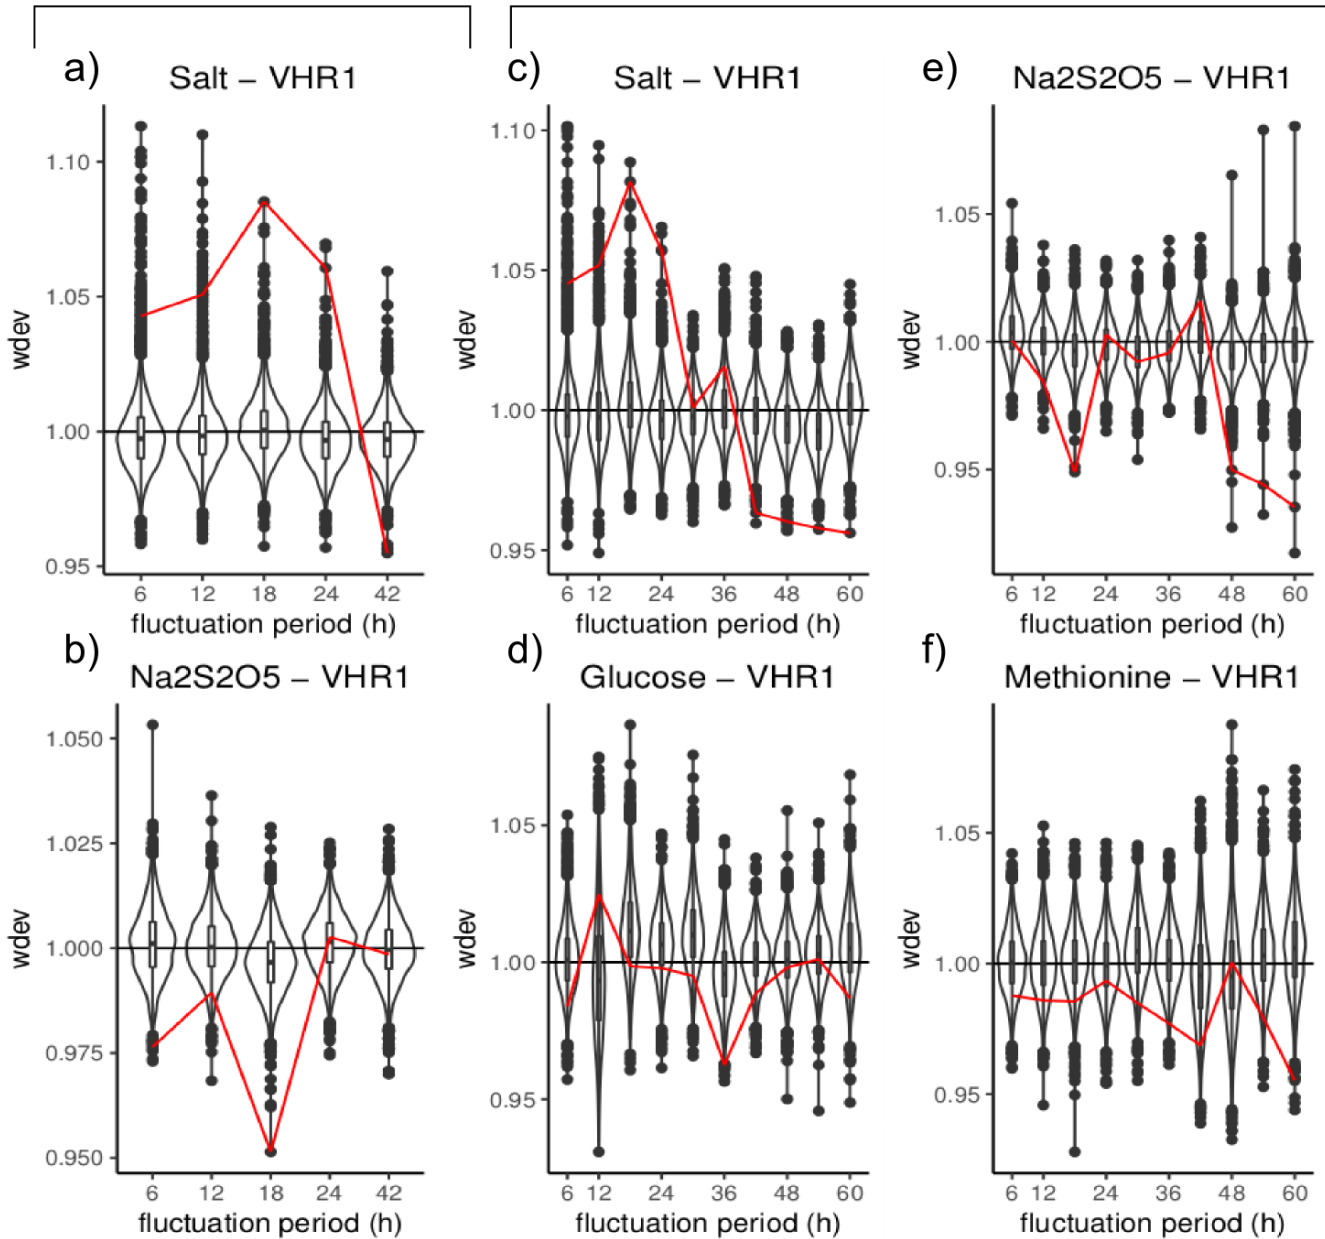 a)
Salt – VHR1
1.10
1.05
1.00
0.95
wdev
6 12 18 24 42
fluctuation period (h)
b)
Na2S2O5 – VHR1
1.050
1.025
1.000
0.975
0.950
wdev
6 12 18 24 42
fluctuation period (h)
c)
Salt – VHR1
1.10
1.05
1.00
0.95
wdev
6 12 24 36 48 60
fluctuation period (h)
d)
Glucose – VHR1
1.05
1.00
0.95
wdev
6 12 24 36 48 60
fluctuation period (h)
e)
Na2S2O5 – VHR1
1.05
1.00
0.95
wdev
6 12 24 36 48 60
fluctuation period (h)
f)
Methionine – VHR1
1.05
1.00
0.95
wdev
6 12 24 36 48 60
fluctuation period (h)